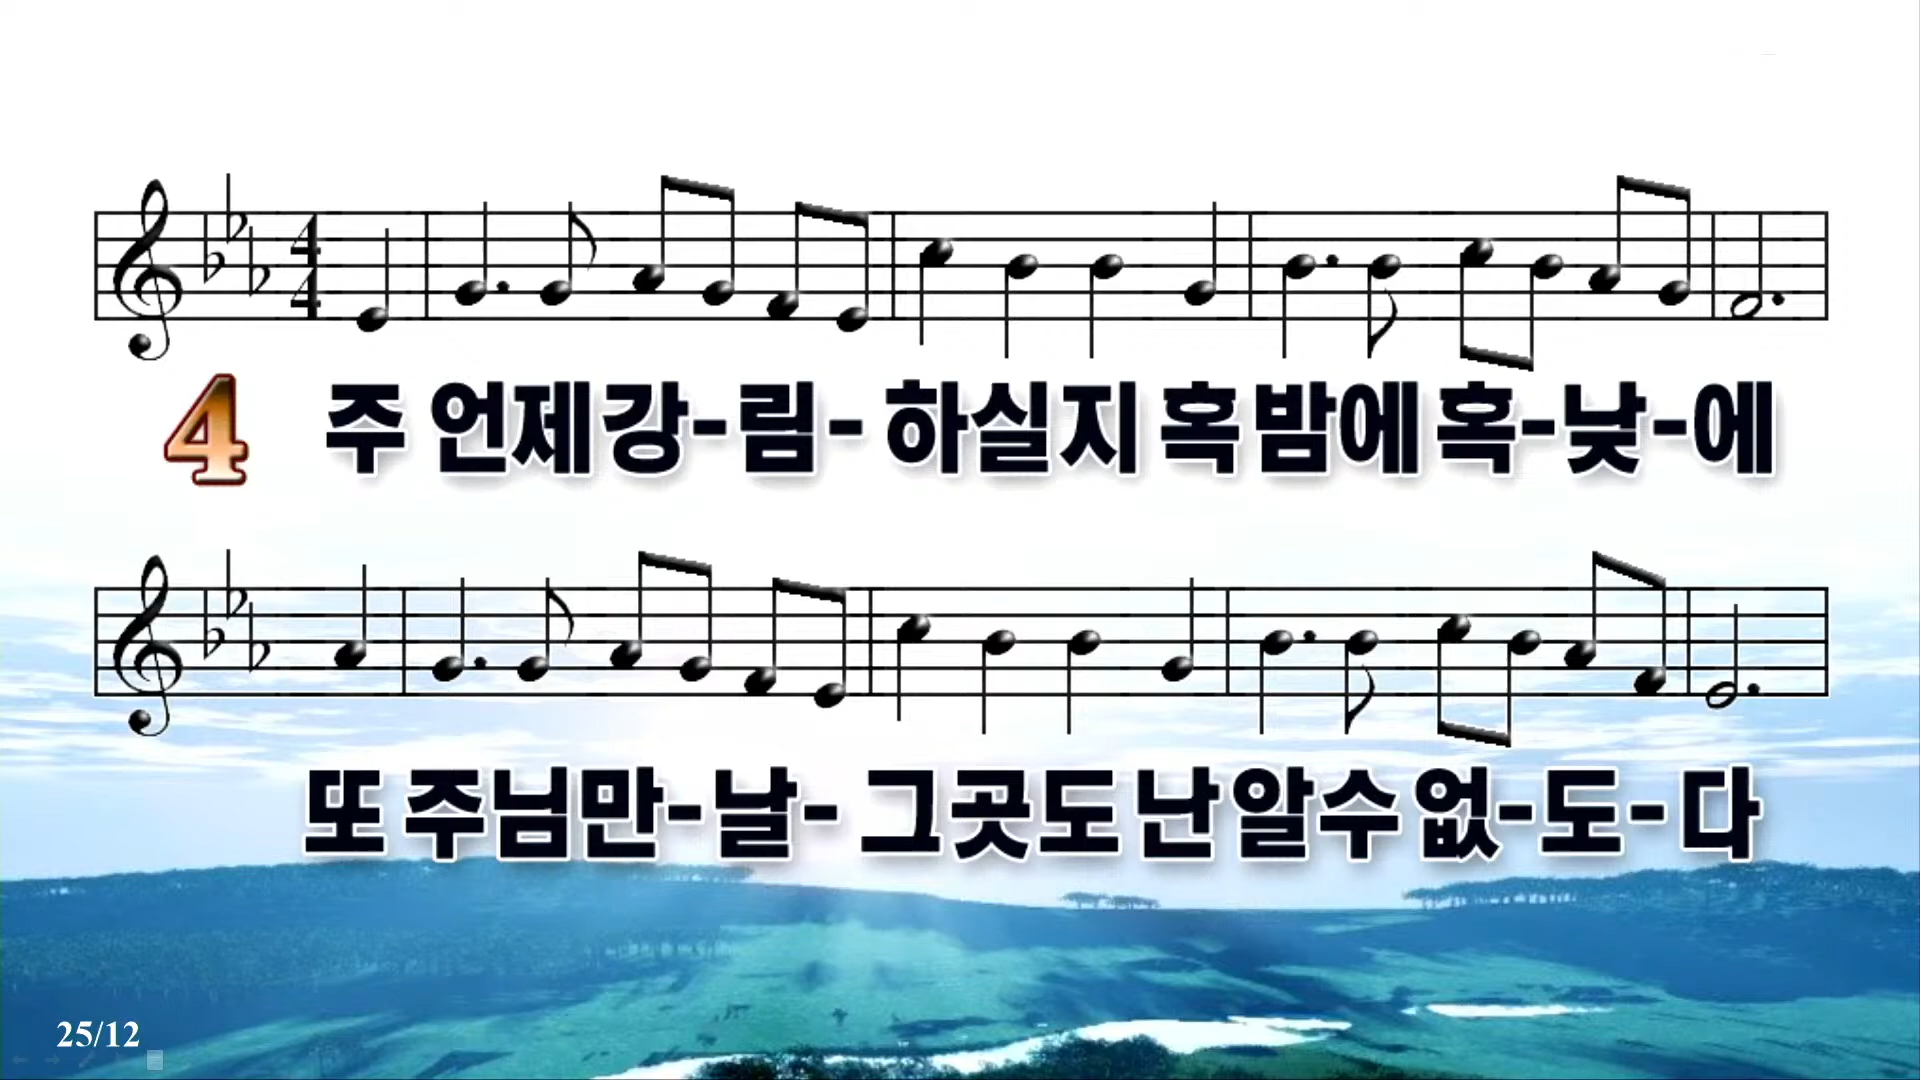 4 주 언제강-림- 하실지 혹밤에 혹-낮-에
또 주님만-날- 그곳도 난알수 없-도- 다
25/12